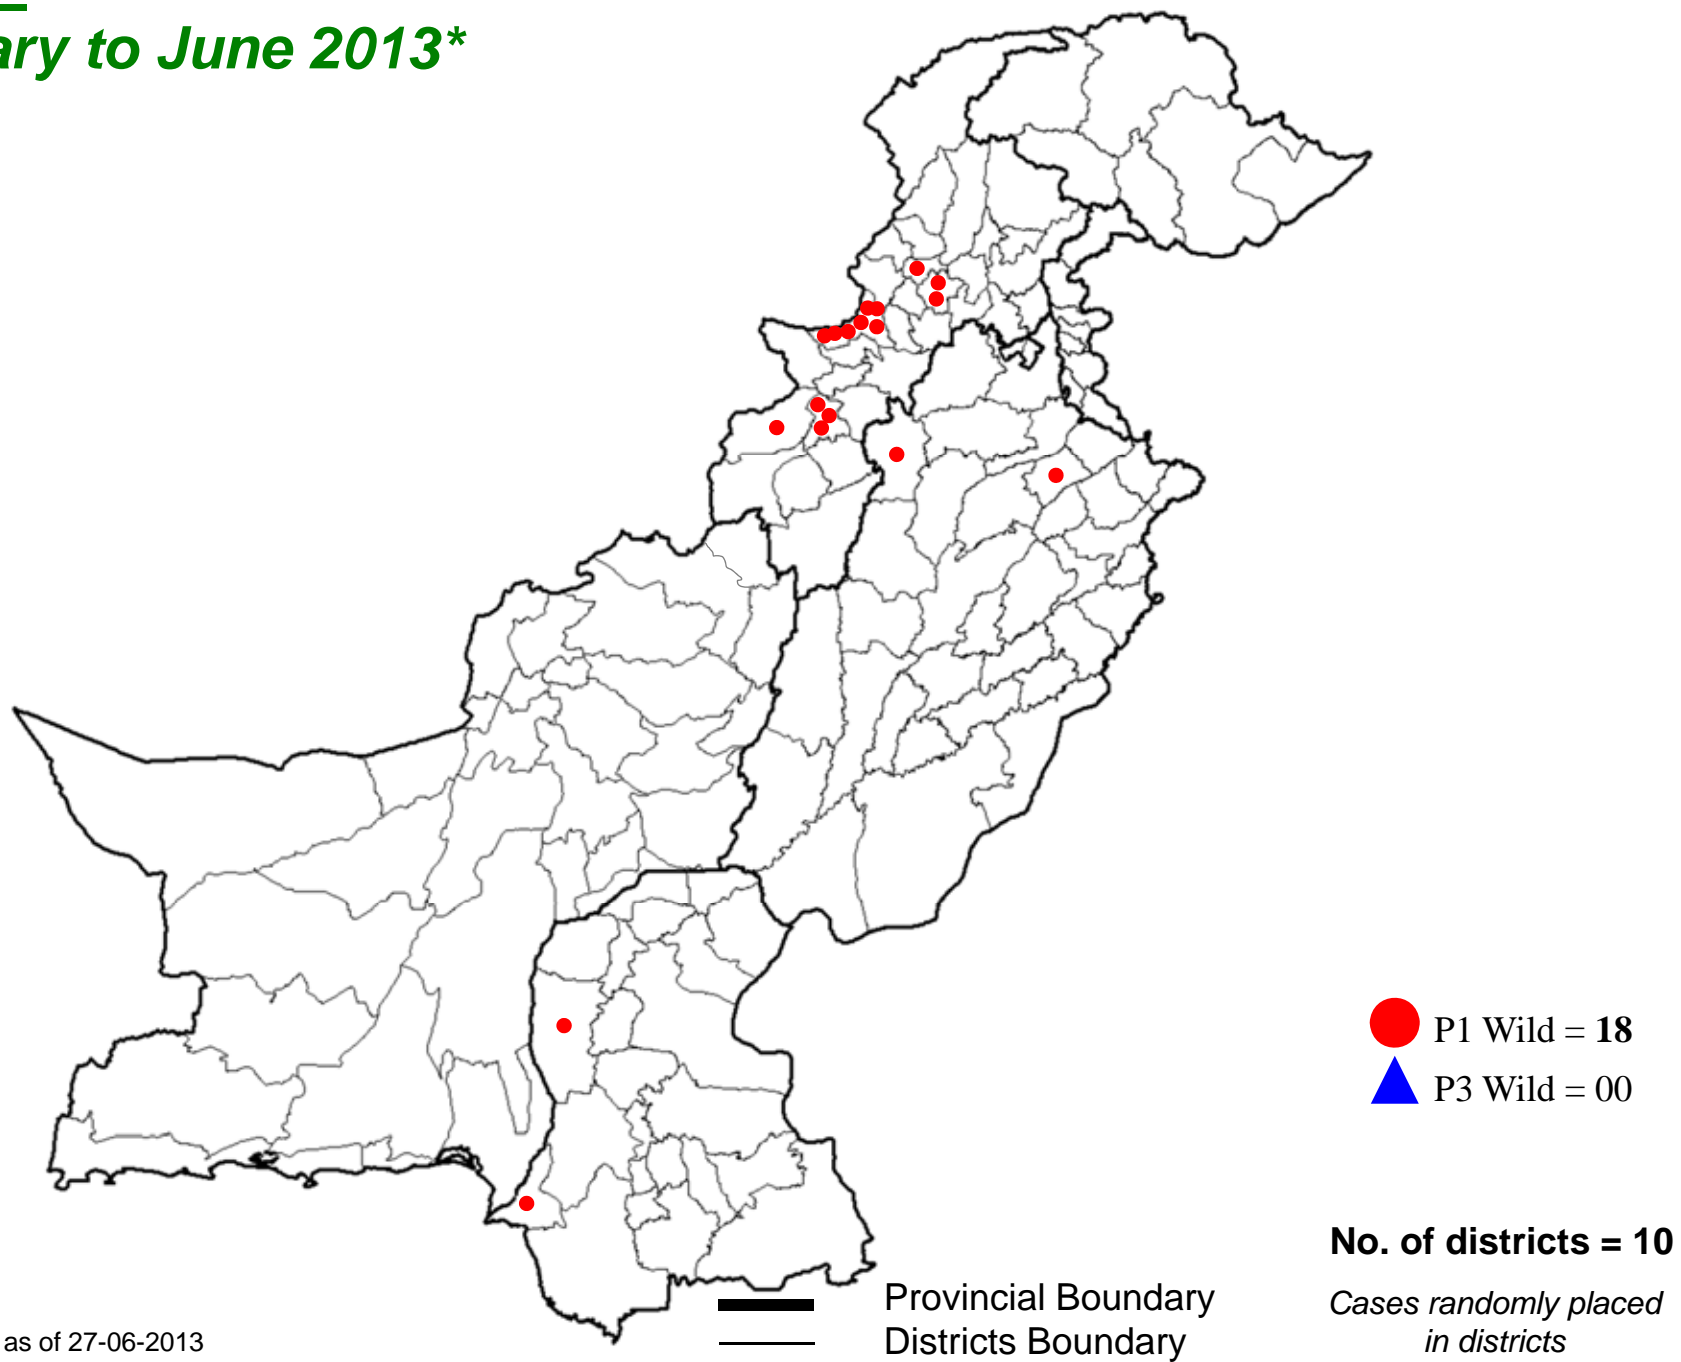 ary to June 2013*
P1 Wild = 18
P3 Wild = 00
No. of districts = 10
Cases randomly placed
in districts
Provincial Boundary
Districts Boundary
as of 27-06-2013